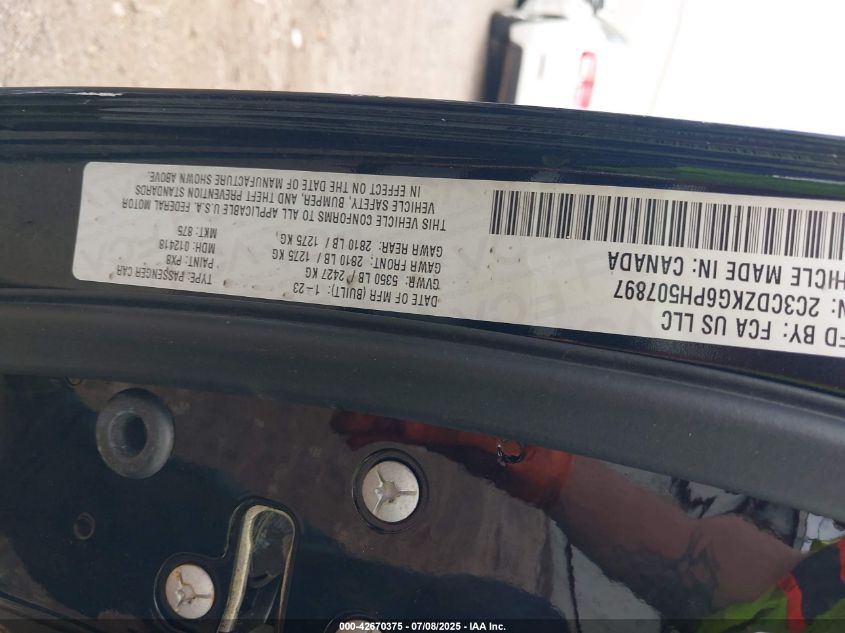 FD BY: FCA US LLC
N: 2C3CDZKG6PH507897
HICLE MADE IN: CANADA
DATE OF MFR (BUILT): 1-23
GVWR: 5350 LB / 2427 KG
GAWR FRONT: 2810 LB / 1275 KG
GAWR REAR: 2810 LB / 1275 KG
TYPE: PASSENGER CAR
PAINT: PX8
MDH: 012418
MKT: 875
THIS VEHICLE CONFORMS TO ALL APPLICABLE U.S.A. FEDERAL MOTOR
VEHICLE SAFETY, BUMPER, AND THEFT PREVENTION STANDARDS
IN EFFECT ON THE DATE OF MANUFACTURE SHOWN ABOVE.
000-42670375 - 07/08/2025 - IAA Inc.